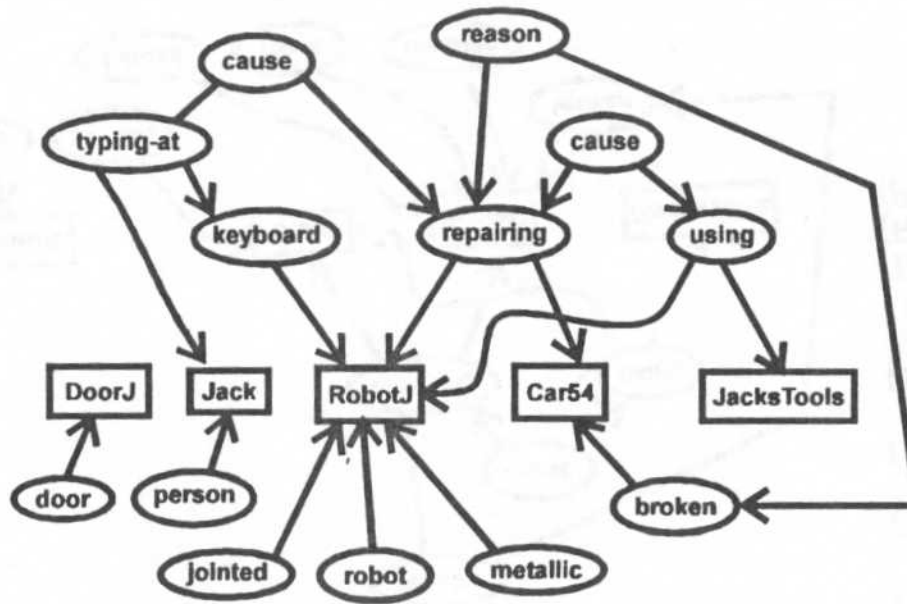 reason
cause
typing-at
cause
keyboard
repairing
using
DoorJ
Jack
RobotJ
Car54
JacksTools
door
person
broken
jointed
robot
metallic